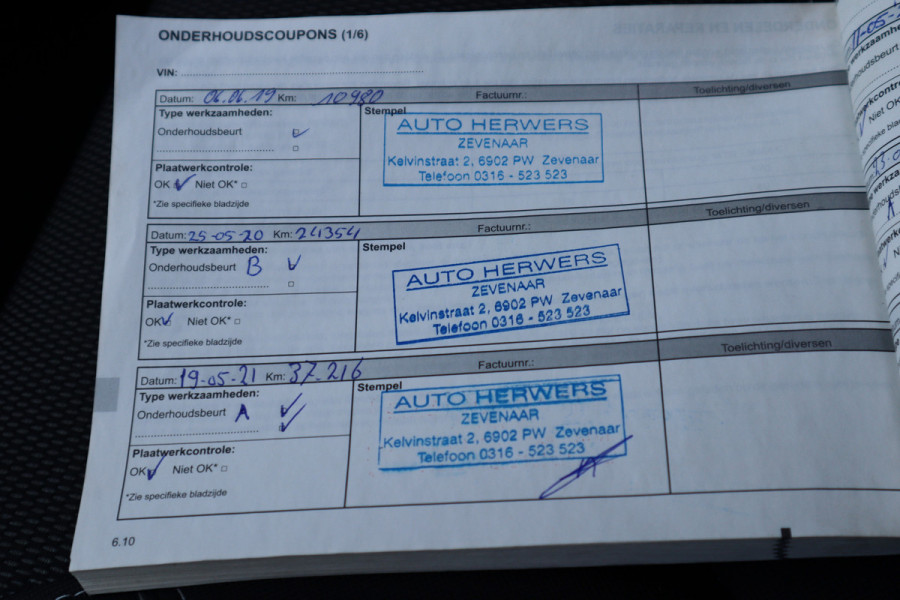 ONDERHOUDSCOUPONS (1/6)
VIN:
Datum: 06.06.19 Km: 10980 Factuurnr.: Toelichting/diversen
Type werkzaamheden: Stempel
Onderhoudsbeurt
AUTO HERWERS
ZEVENAAR
Kelvinstraat 2, 6902 PW Zevenaar
Telefoon 0316 - 523 523
Plaatwerkcontrole:
OK Niet OK*
*Zie specifieke bladzijde
Datum: 25-05-20 Km: 24354 Factuurnr.: Toelichting/diversen
Type werkzaamheden: Stempel
Onderhoudsbeurt B
AUTO HERWERS
ZEVENAAR
Kelvinstraat 2, 6902 PW Zevenaar
Telefoon 0316 - 523 523
Plaatwerkcontrole:
OK Niet OK*
*Zie specifieke bladzijde
Datum: 19-05-21 Km: 37.216 Factuurnr.: Toelichting/diversen
Type werkzaamheden: Stempel
Onderhoudsbeurt A
AUTO HERWERS
ZEVENAAR
Kelvinstraat 2, 6902 PW Zevenaar
Telefoon 0316 - 523 523
Plaatwerkcontrole:
OK Niet OK*
*Zie specifieke bladzijde
6.10